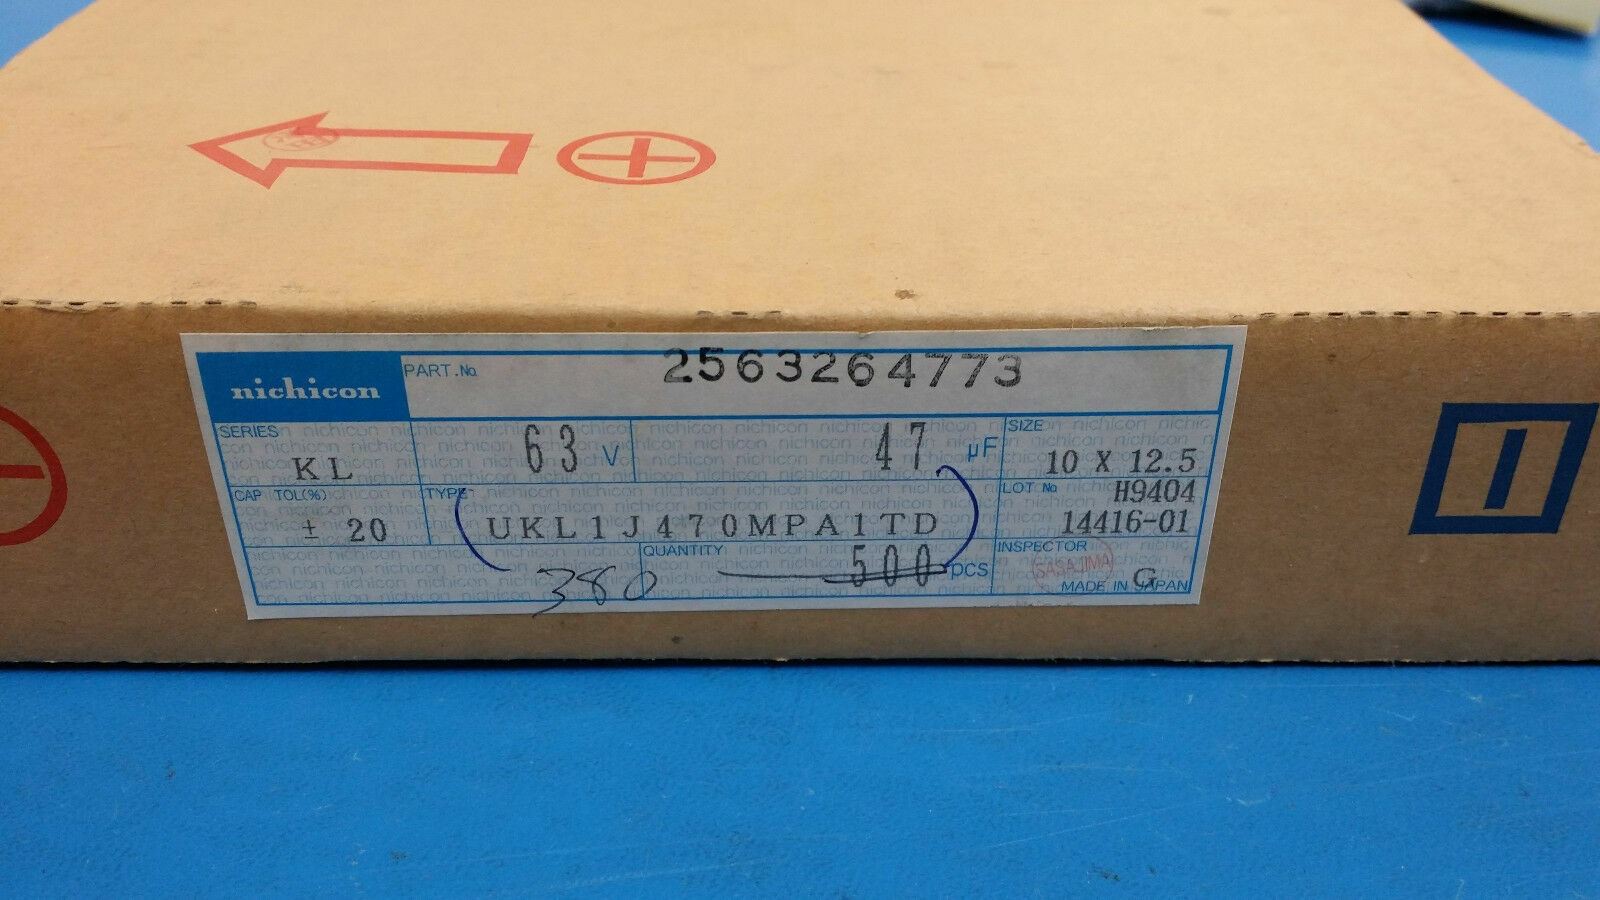 nichicon
PART.No 2563264773
SERIES KL
63 V
47 µF
SIZE 10 X 12.5
CAP TOL(%) ± 20
TYPE UKL1J470MPA1TD
LOT No H9404
14416-01
QUANTITY 500 pcs
380
INSPECTOR SASAJIMA G
MADE IN JAPAN